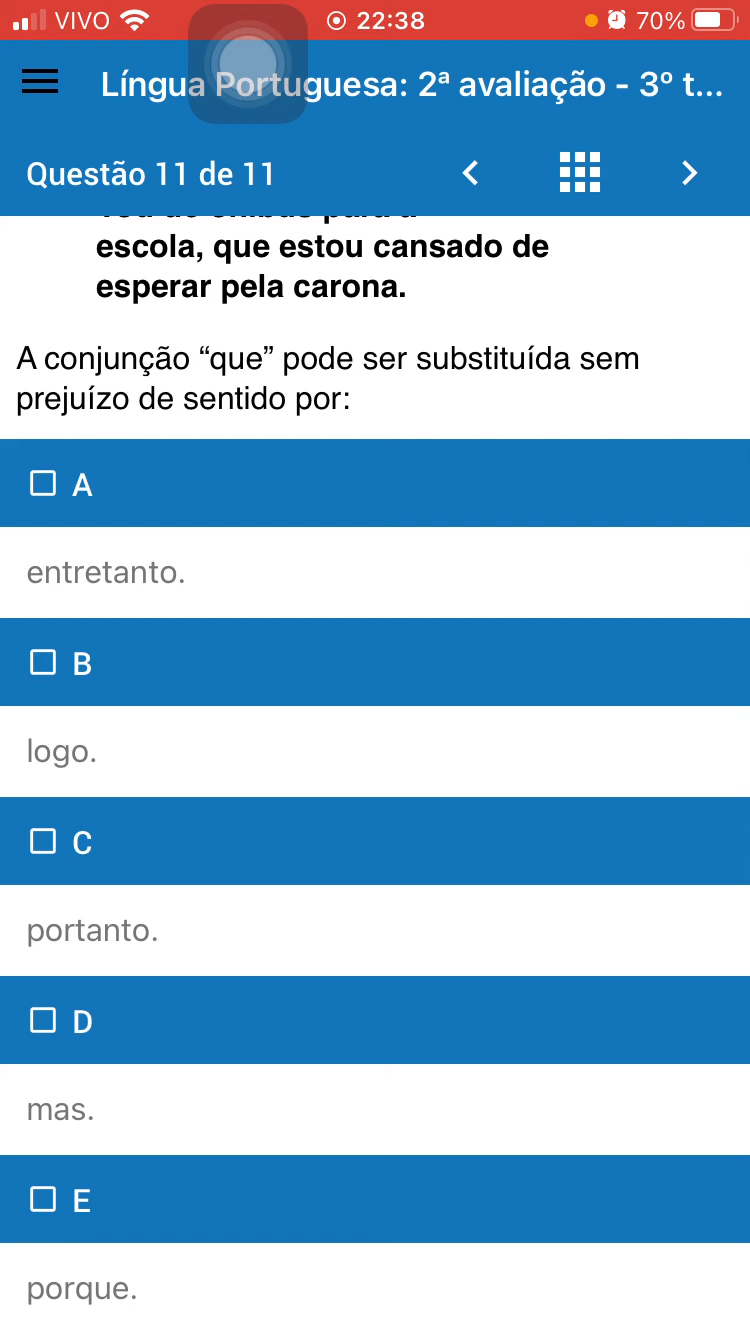 VIVO 22:38 70%
Língua Portuguesa: 2ª avaliação - 3º t...
Questão 11 de 11
escola, que estou cansado de
esperar pela carona.
A conjunção “que” pode ser substituída sem
prejuízo de sentido por:
A
entretanto.
B
logo.
C
portanto.
D
mas.
E
porque.